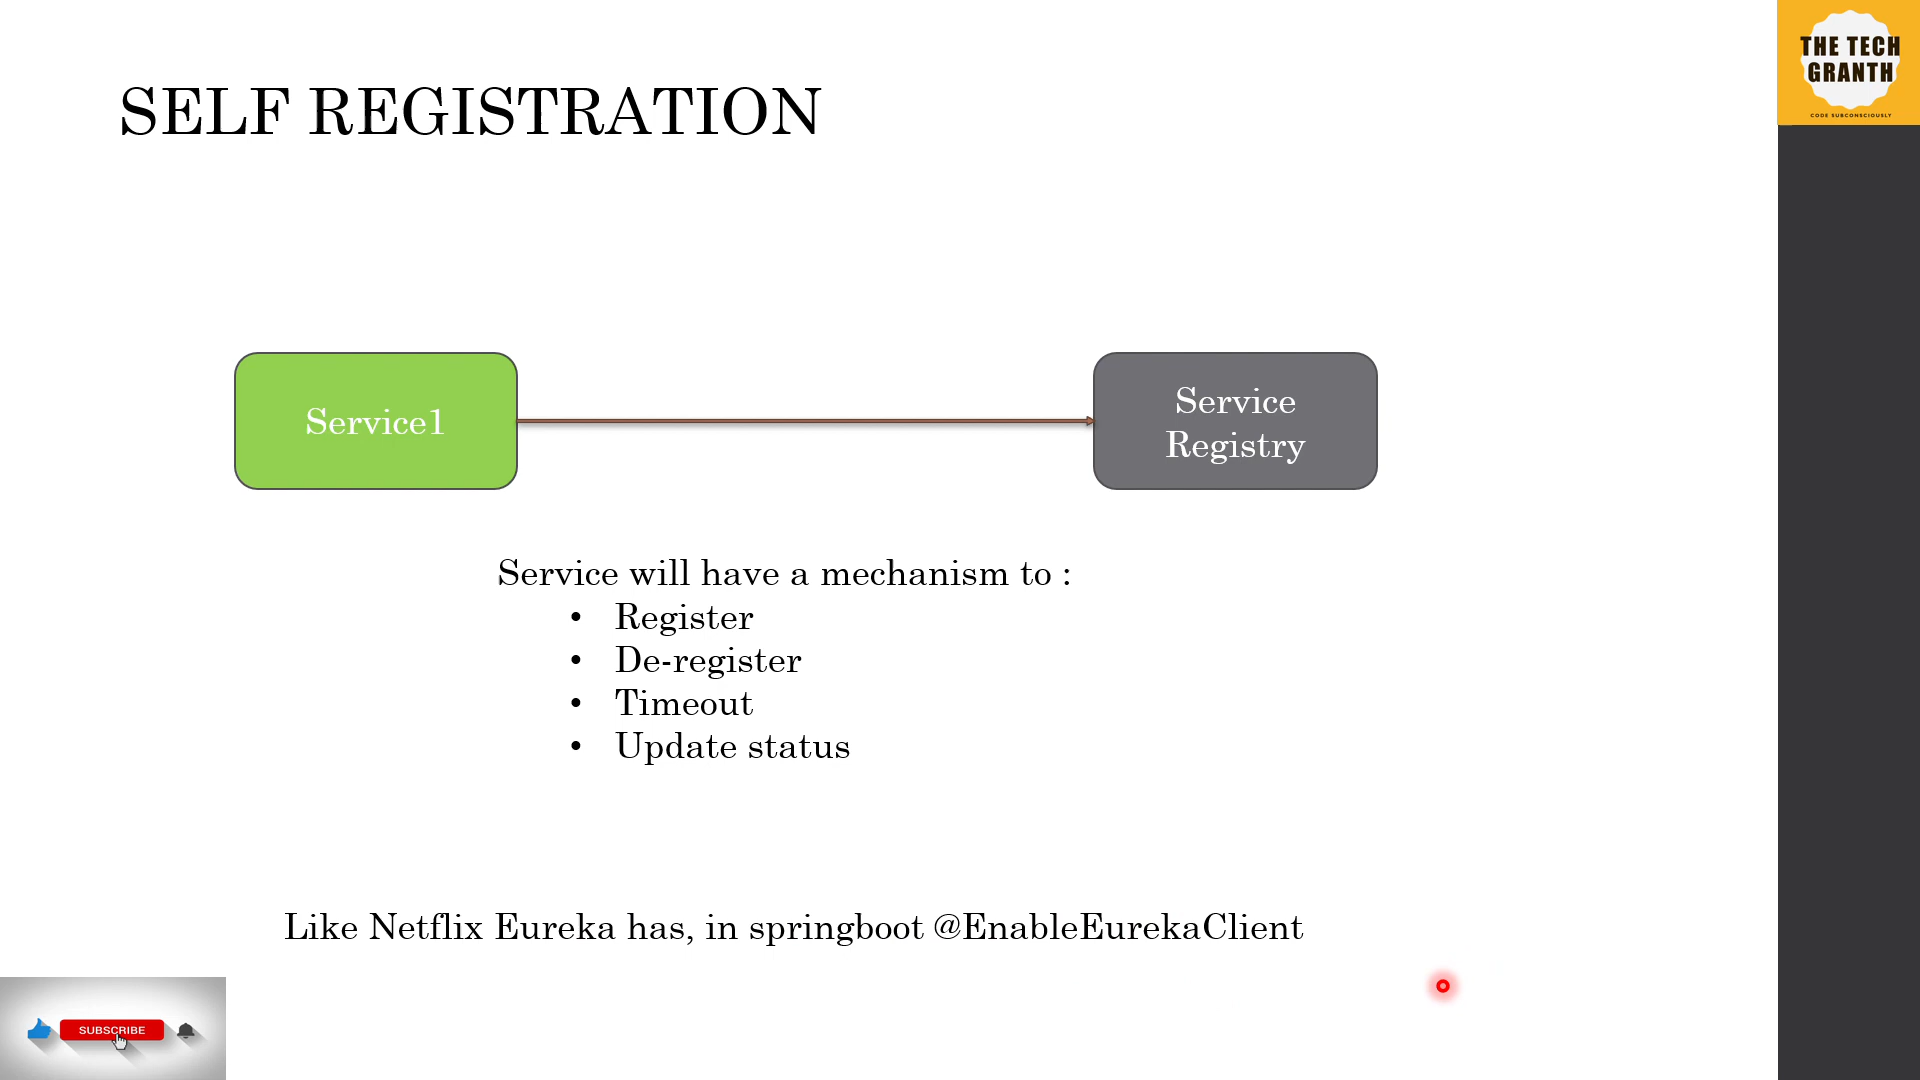 THE TECH
GRANTH
CODE SUBCONSCIOUSLY
SELF REGISTRATION
Service1
Service
Registry
Service will have a mechanism to :
• Register
• De-register
• Timeout
• Update status
Like Netflix Eureka has, in springboot @EnableEurekaClient
SUBSCRIBE